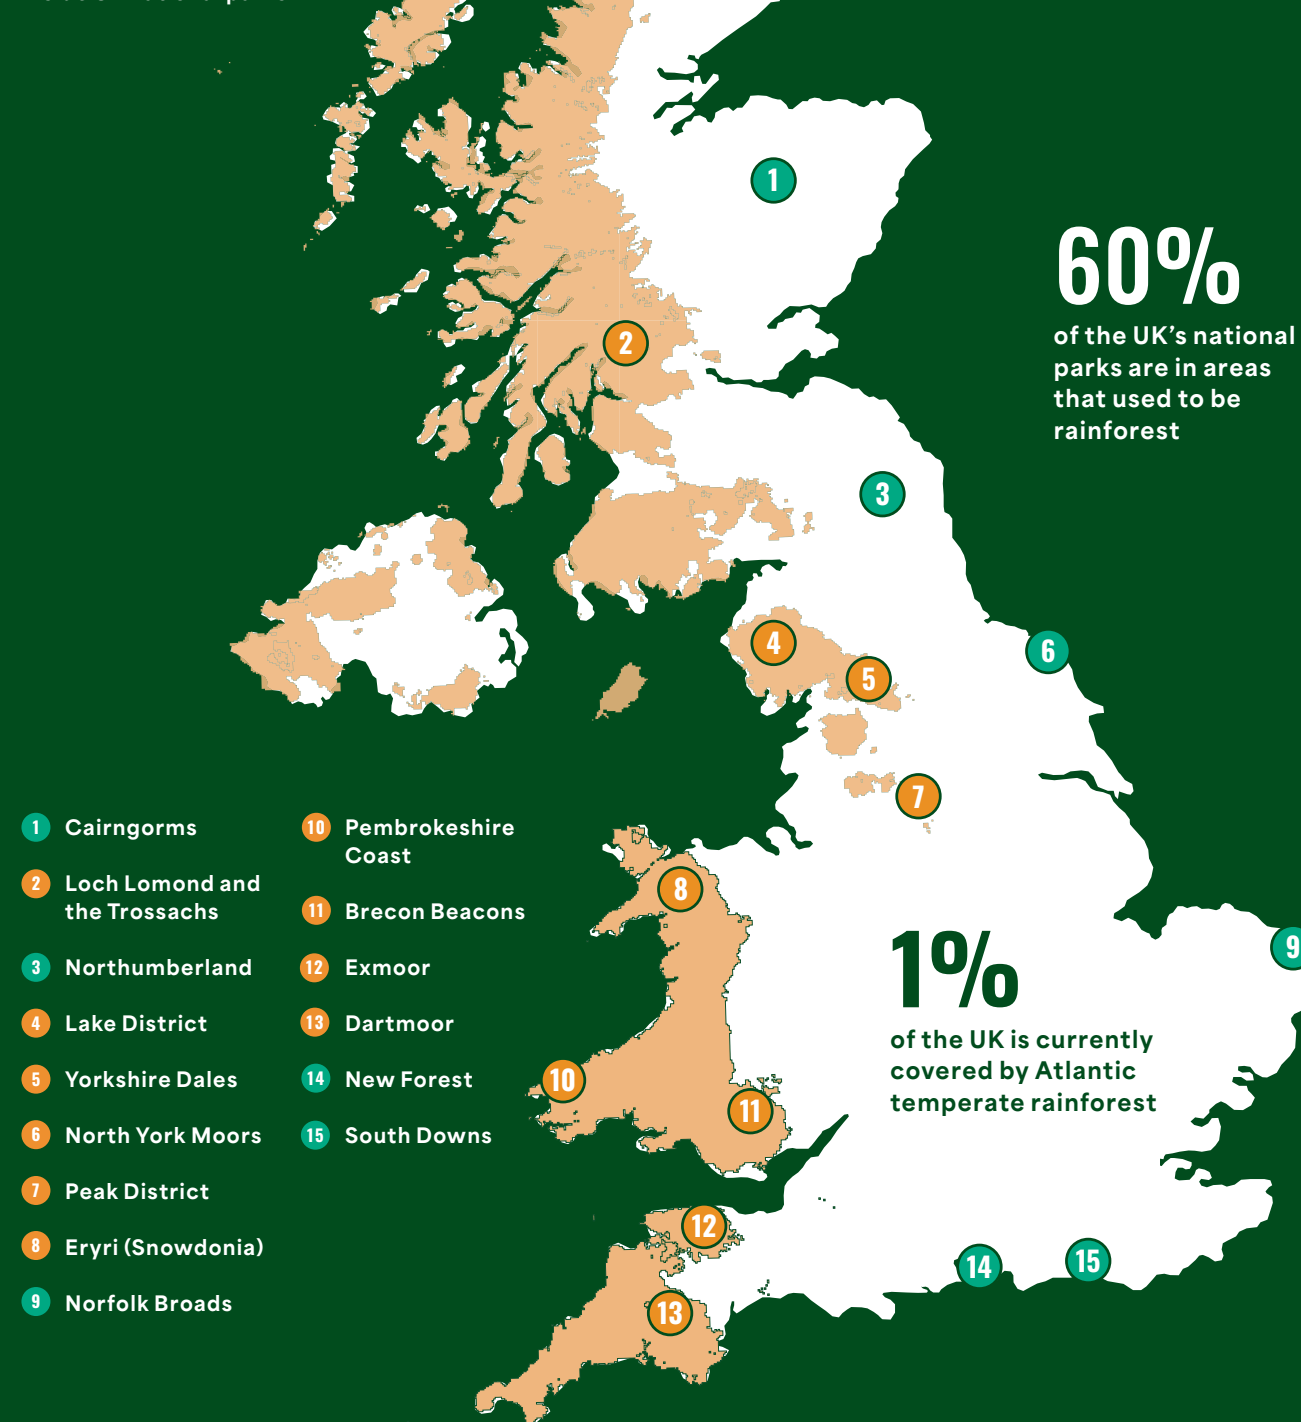 1
2
3
4
5
6
7
8
9
10
11
12
13
14
15
60%
of the UK’s national
parks are in areas
that used to be
rainforest
1%
of the UK is currently
covered by Atlantic
temperate rainforest
1 Cairngorms
2 Loch Lomond and
the Trossachs
3 Northumberland
4 Lake District
5 Yorkshire Dales
6 North York Moors
7 Peak District
8 Eryri (Snowdonia)
9 Norfolk Broads
10 Pembrokeshire
Coast
11 Brecon Beacons
12 Exmoor
13 Dartmoor
14 New Forest
15 South Downs